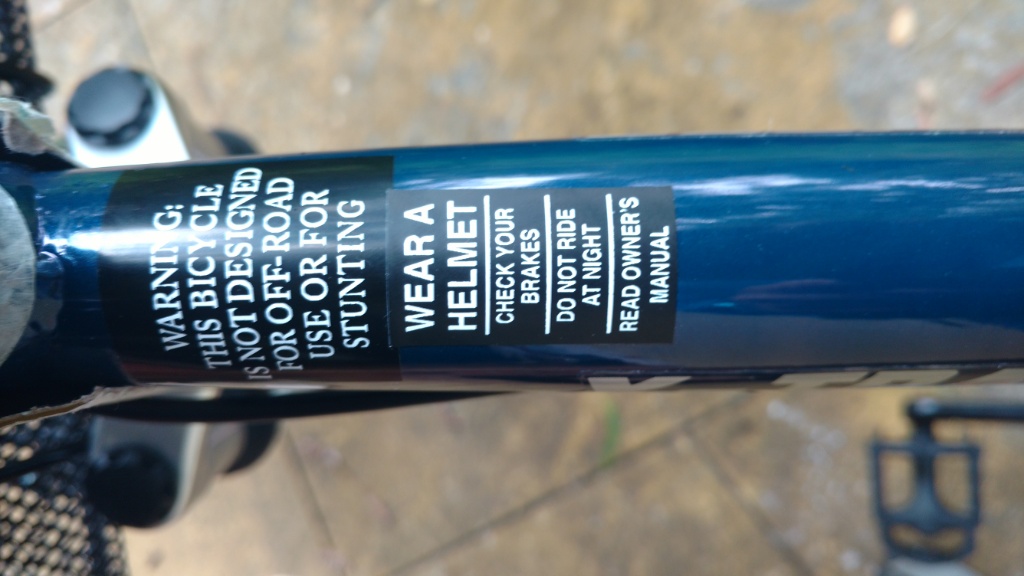 WARNING:
THIS BICYCLE
IS NOT DESIGNED
FOR OFF-ROAD
USE OR FOR
STUNTING
WEAR A
HELMET
CHECK YOUR
BRAKES
DO NOT RIDE
AT NIGHT
READ OWNER'S
MANUAL